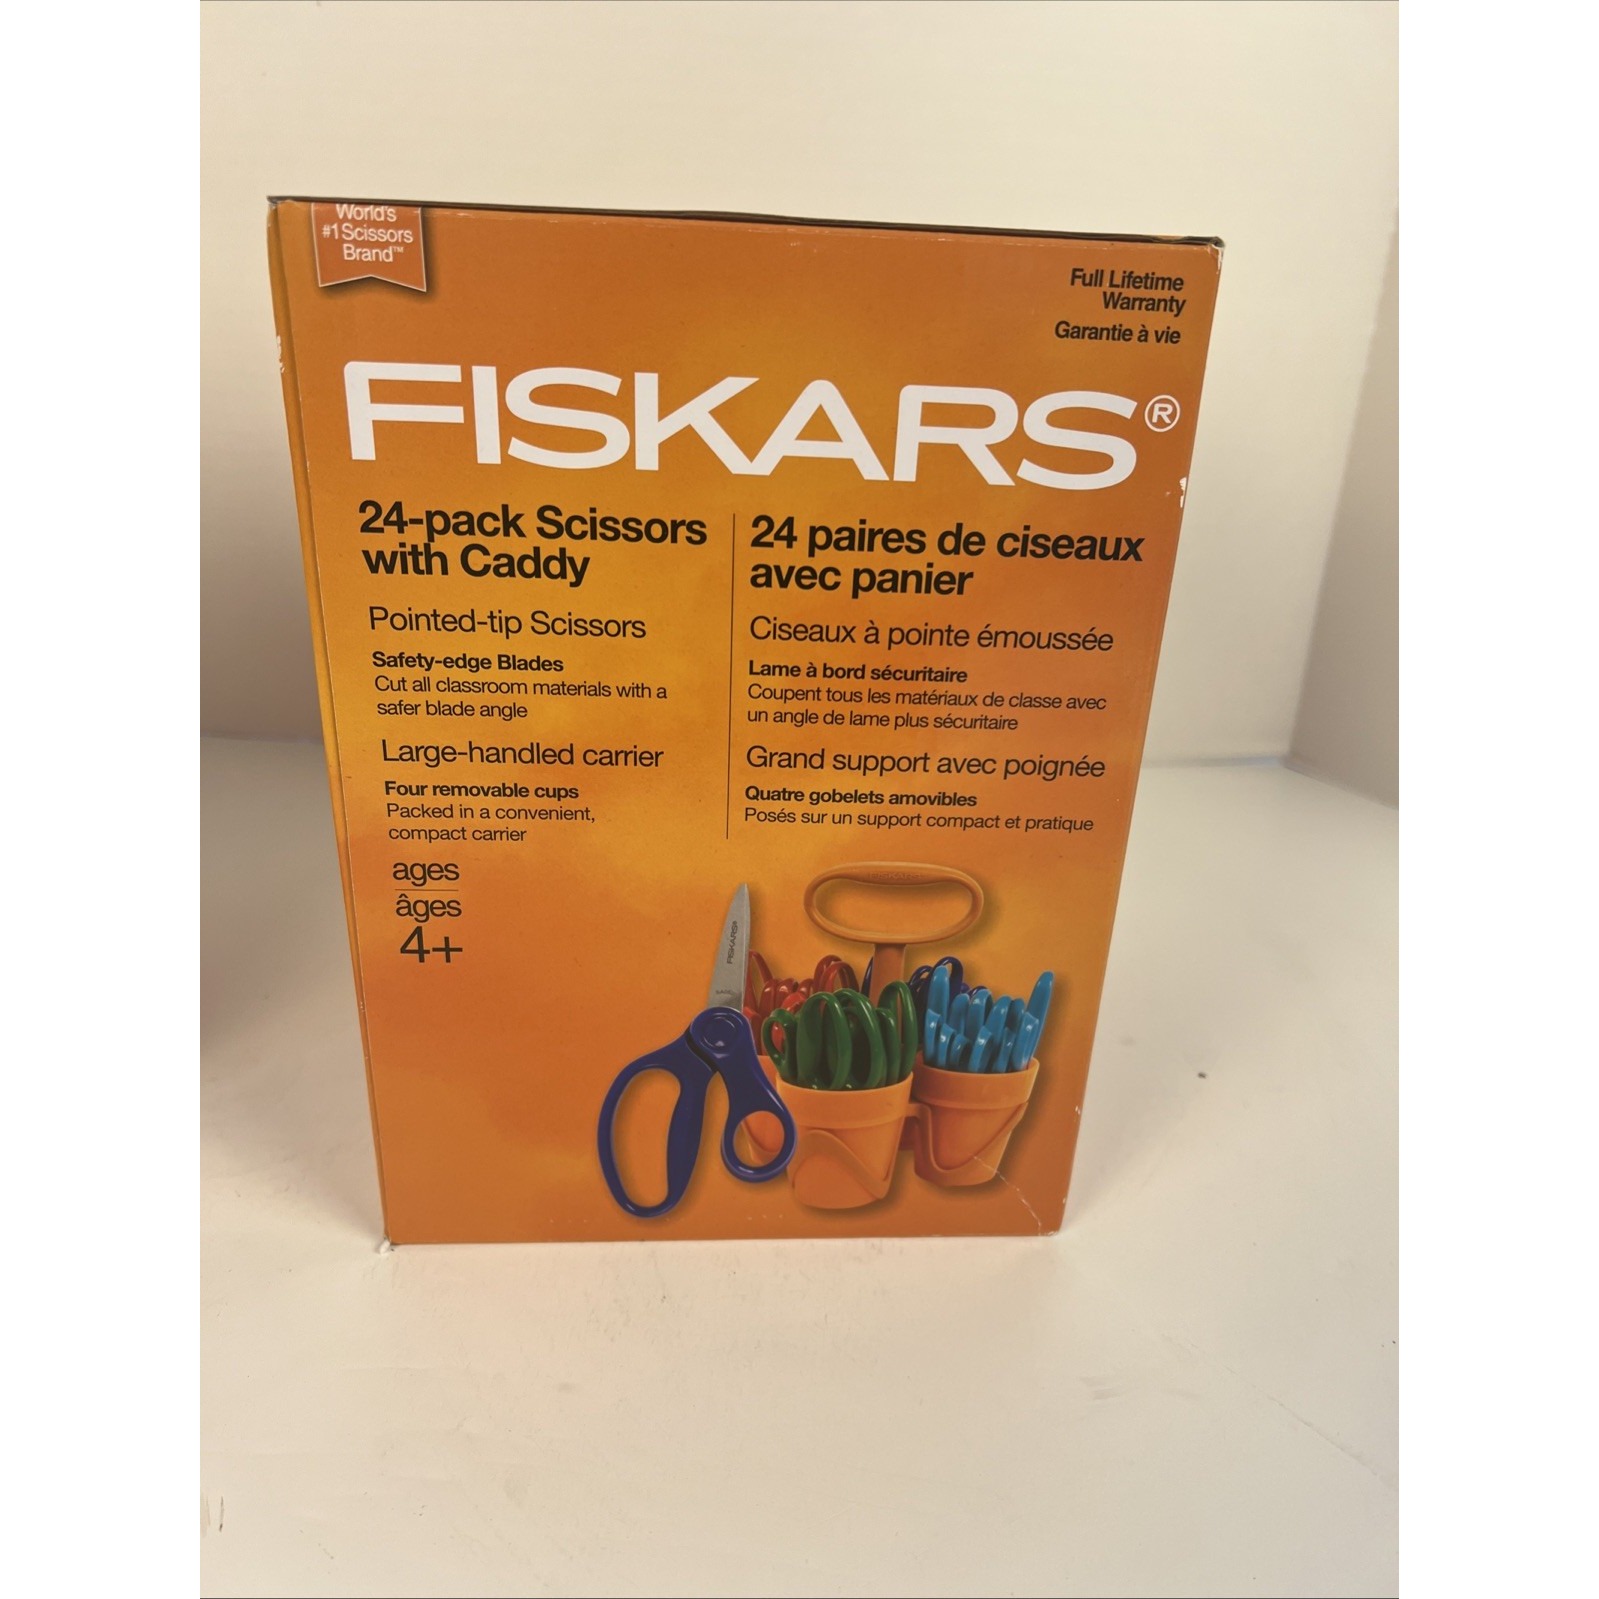 World's
#1 Scissors
Brand™
Full Lifetime
Warranty
Garantie à vie
FISKARS®
24-pack Scissors
with Caddy
Pointed-tip Scissors
Safety-edge Blades
Cut all classroom materials with a
safer blade angle
Large-handled carrier
Four removable cups
Packed in a convenient,
compact carrier
ages
âges
4+
24 paires de ciseaux
avec panier
Ciseaux à pointe émoussée
Lame à bord sécuritaire
Coupent tous les matériaux de classe avec
un angle de lame plus sécuritaire
Grand support avec poignée
Quatre gobelets amovibles
Posés sur un support compact et pratique
FISKARS®
FISKARS